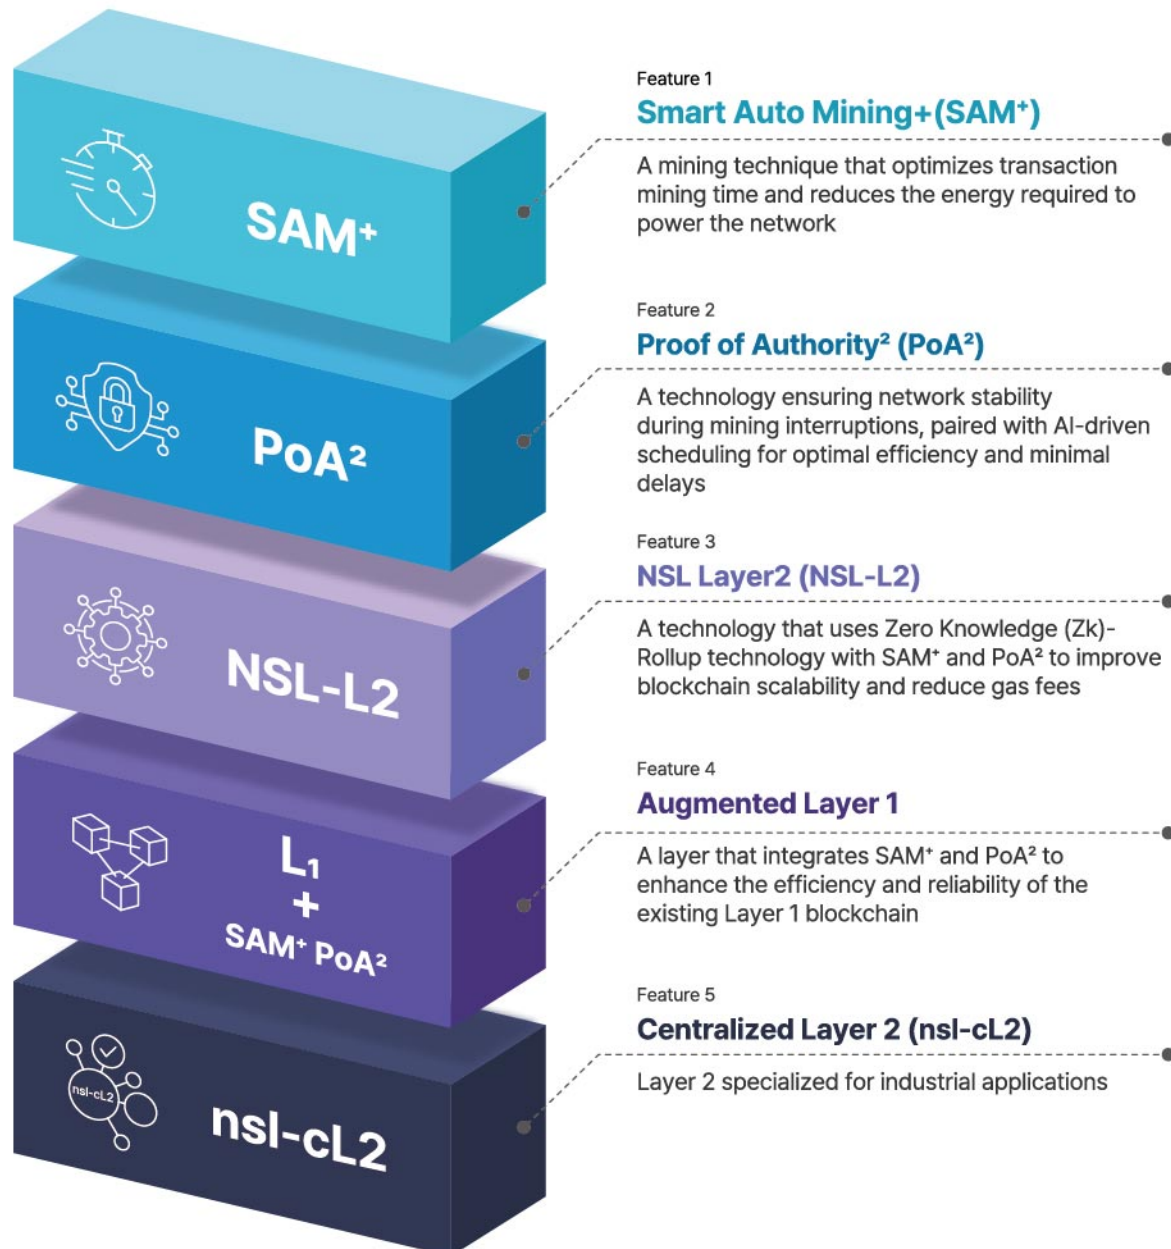 Feature 1
Smart Auto Mining+(SAM⁺)
A mining technique that optimizes transaction
mining time and reduces the energy required to
power the network
SAM⁺
Feature 2
Proof of Authority² (PoA²)
A technology ensuring network stability
during mining interruptions, paired with AI-driven
scheduling for optimal efficiency and minimal
delays
PoA²
Feature 3
NSL Layer2 (NSL-L2)
A technology that uses Zero Knowledge (Zk)-
Rollup technology with SAM⁺ and PoA² to improve
blockchain scalability and reduce gas fees
NSL-L2
Feature 4
Augmented Layer 1
A layer that integrates SAM⁺ and PoA² to
enhance the efficiency and reliability of the
existing Layer 1 blockchain
L₁
+
SAM⁺ PoA²
Feature 5
Centralized Layer 2 (nsl-cL2)
Layer 2 specialized for industrial applications
nsl-cL2
nsl-cL2